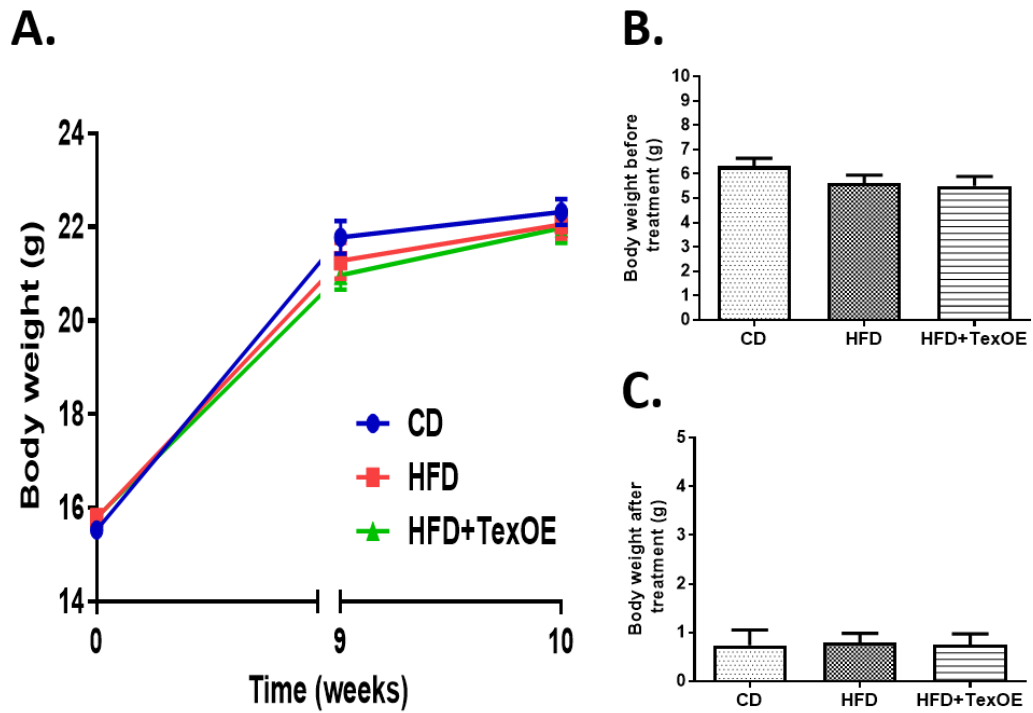 A.
Body weight (g)
24
22
20
18
16
14
0
9
10
Time (weeks)
CD
HFD
HFD+TexOE
B.
Body weight before
treatment (g)
10
9
8
7
6
5
4
3
2
1
0
CD
HFD
HFD+TexOE
C.
Body weight after
treatment (g)
5
4
3
2
1
0
CD
HFD
HFD+TexOE